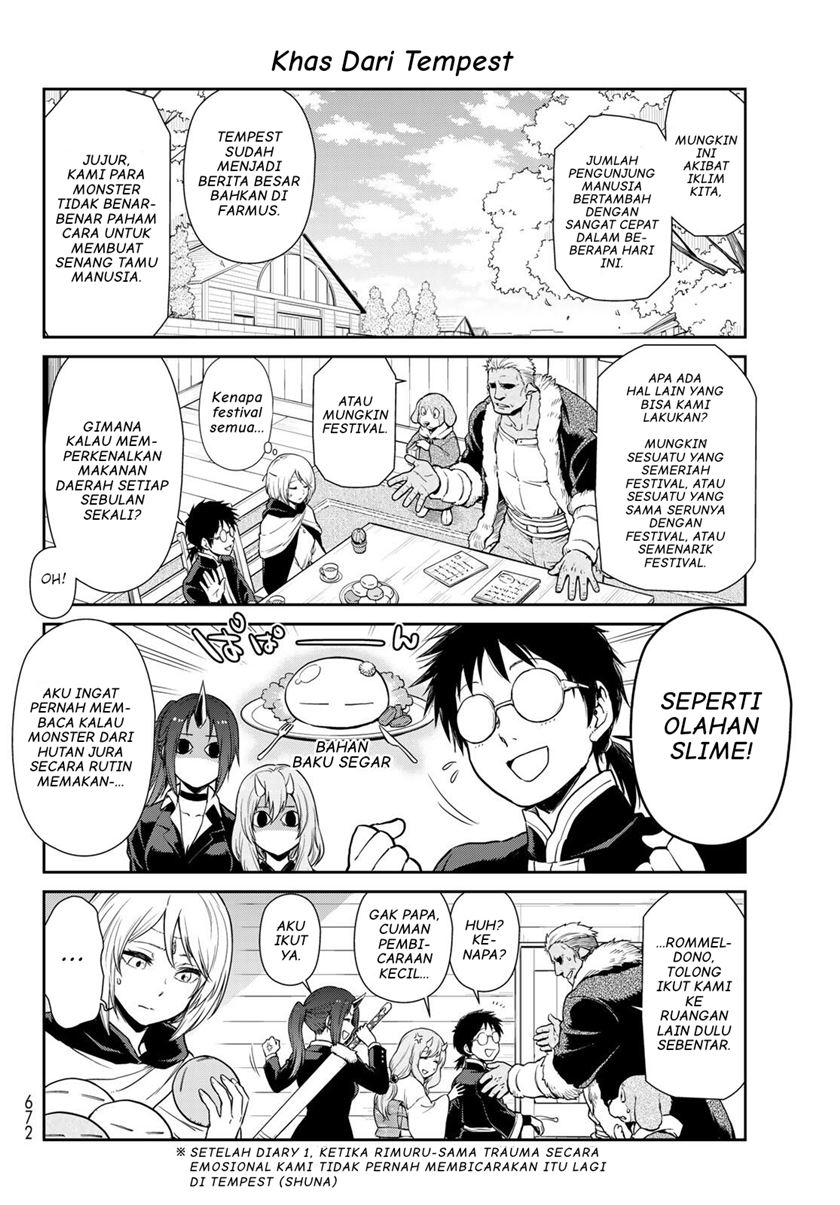 Khas Dari Tempest
MUNGKIN
INI
AKIBAT
IKLIM
KITA,
JUMLAH
PENGUNJUNG
MANUSIA
BERTAMBAH
DENGAN
SANGAT CEPAT
DALAM BE-
BERAPA HARI
INI.
TEMPEST
SUDAH
MENJADI
BERITA BESAR
BAHKAN DI
FARMUS.
JUJUR,
KAMI PARA
MONSTER
TIDAK BENAR-
BENAR PAHAM
CARA UNTUK
MEMBUAT
SENANG TAMU
MANUSIA.
APA ADA
HAL LAIN YANG
BISA KAMI
LAKUKAN?
MUNGKIN
SESUATU YANG
SEMERIAH
FESTIVAL, ATAU
SESUATU YANG
SAMA SERUNYA
DENGAN
FESTIVAL, ATAU
SEMENARIK
FESTIVAL.
ATAU
MUNGKIN
FESTIVAL.
Kenapa
festival
semua...
GIMANA
KALAU MEM-
PERKENALKAN
MAKANAN
DAERAH SETIAP
SEBULAN
SEKALI?
OH!
SEPERTI
OLAHAN
SLIME!
ぱぱーん
BAHAN
BAKU SEGAR
AKU INGAT
PERNAH MEM-
BACA KALAU
MONSTER DARI
HUTAN JURA
SECARA RUTIN
MEMAKAN-...
...ROMMEL-
DONO,
TOLONG
IKUT KAMI
KE
RUANGAN
LAIN DULU
SEBENTAR.
HUH?
KE-
NAPA?
GAK PAPA,
CUMAN
PEMBI-
CARAAN
KECIL...
AKU
IKUT
YA.
...
672
※ SETELAH DIARY 1, KETIKA RIMURU-SAMA TRAUMA SECARA
EMOSIONAL KAMI TIDAK PERNAH MEMBICARAKAN ITU LAGI
DI TEMPEST (SHUNA)